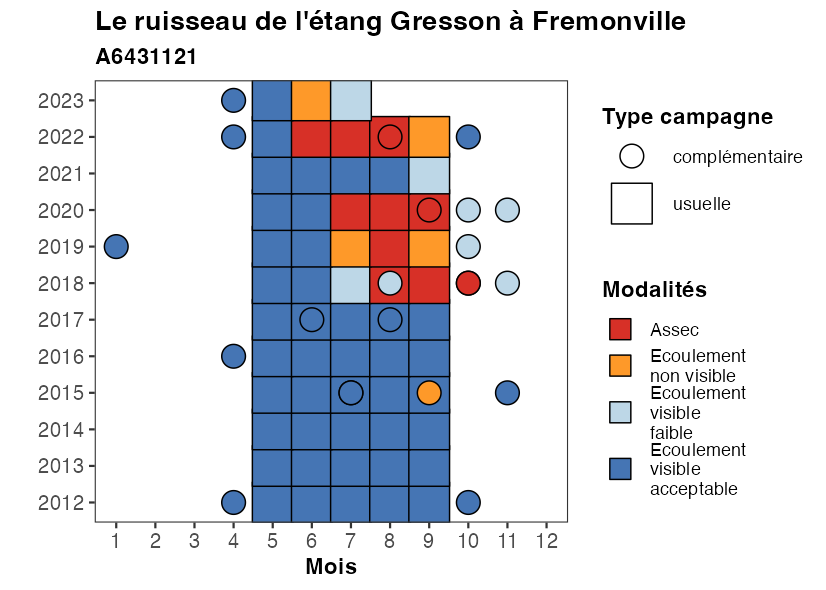 Le ruisseau de l'étang Gresson à Fremonville
A6431121
2023
2022
2021
2020
2019
2018
2017
2016
2015
2014
2013
2012
1 2 3 4 5 6 7 8 9 10 11 12
Mois
Type campagne
complémentaire
usuelle
Modalités
Assec
Ecoulement
non visible
Ecoulement
visible
faible
Ecoulement
visible
acceptable